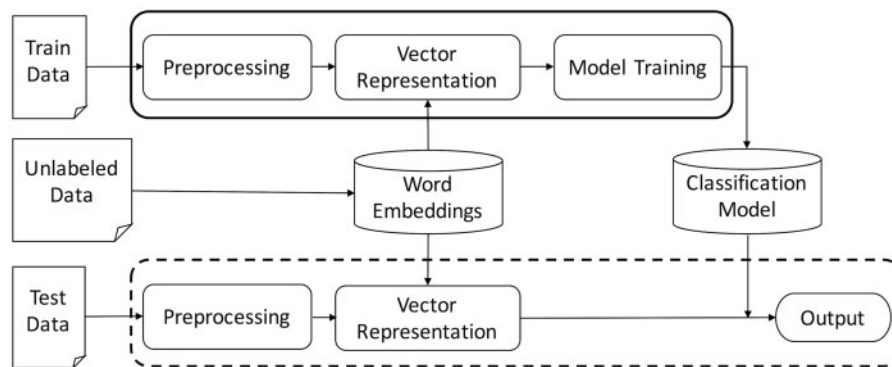 Train
Data
Preprocessing
Vector
Representation
Model Training
Unlabeled
Data
Word
Embeddings
Classification
Model
Test
Data
Preprocessing
Vector
Representation
Output